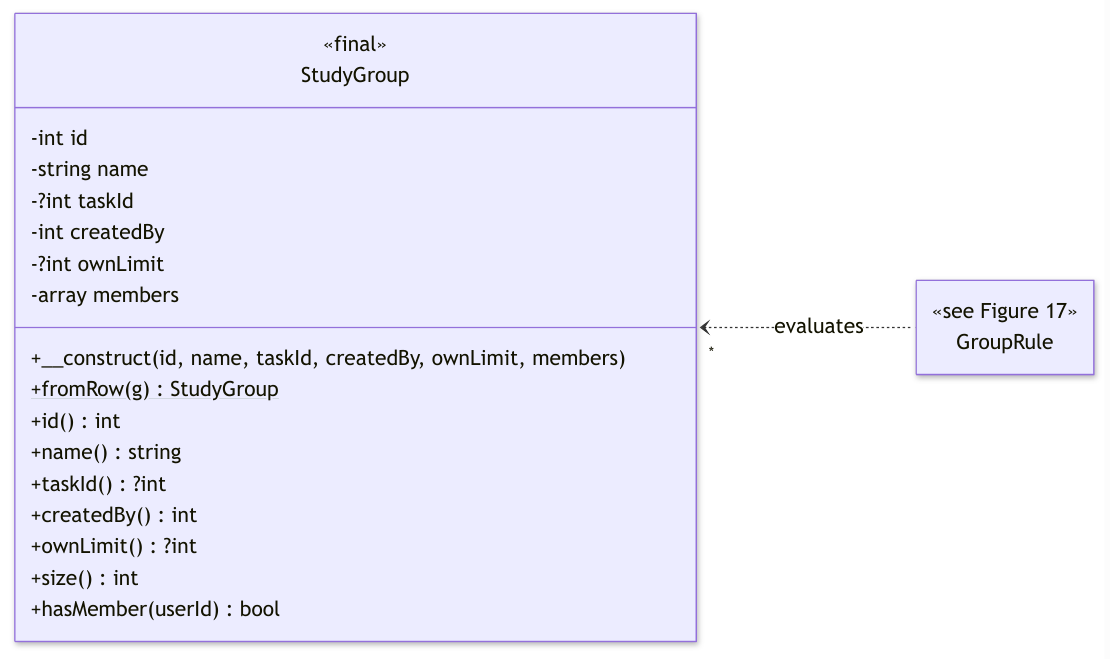 «final»
StudyGroup
-int id
-string name
-?int taskId
-int createdBy
-?int ownLimit
-array members
+__construct(id, name, taskId, createdBy, ownLimit, members)
+fromRow(g) : StudyGroup
+id() : int
+name() : string
+taskId() : ?int
+createdBy() : int
+ownLimit() : ?int
+size() : int
+hasMember(userId) : bool
evaluates
*
«see Figure 17»
GroupRule